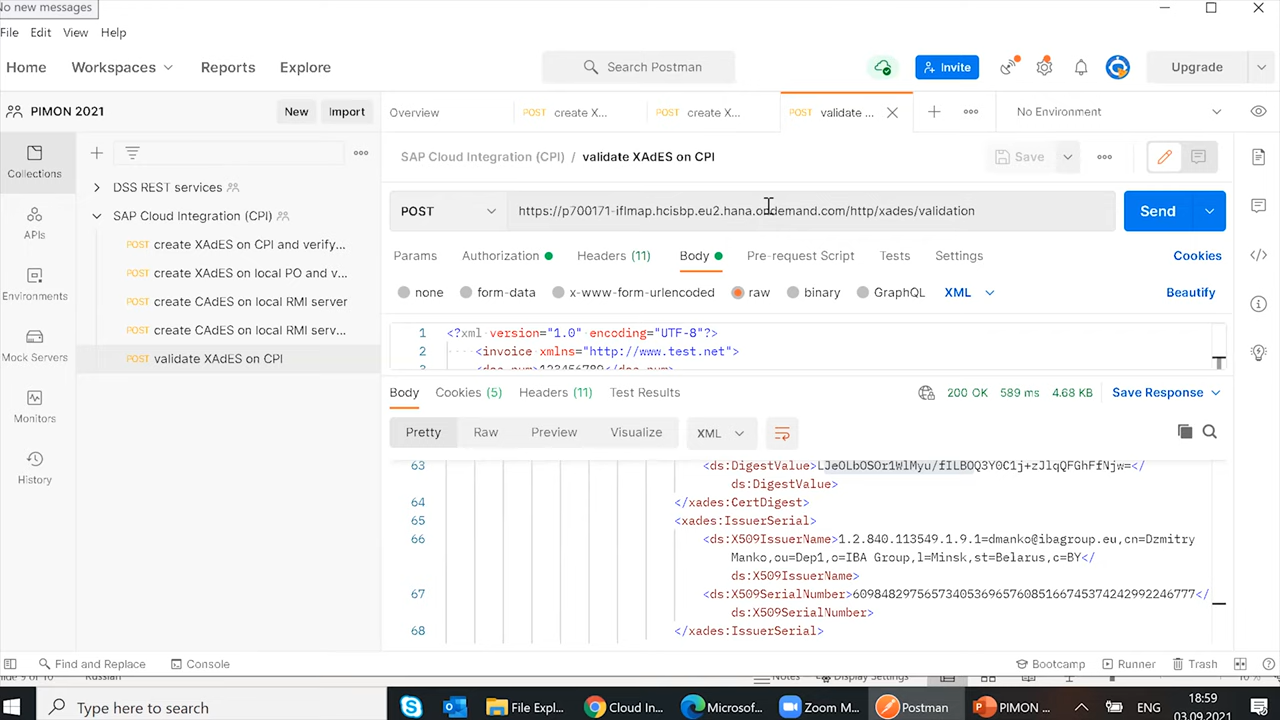 No new messages
File Edit View Help
Home Workspaces Reports Explore Search Postman Invite Upgrade
PIMON 2021 New Import Overview POST create X... POST create X... POST validate ... No Environment
Collections
APIs
Environments
Mock Servers
Monitors
History
DSS REST services
SAP Cloud Integration (CPI)
POST create XAdES on CPI and verify...
POST create XAdES on local PO and v...
POST create CAdES on local RMI server
POST create CAdES on local RMI serv...
POST validate XAdES on CPI
SAP Cloud Integration (CPI) / validate XAdES on CPI Save
POST https://p700171-iflmap.hcisbp.eu2.hana.ondemand.com/http/xades/validation Send
Params Authorization Headers (11) Body Pre-request Script Tests Settings Cookies
none form-data x-www-form-urlencoded raw binary GraphQL XML Beautify
1 <?xml version="1.0" encoding="UTF-8"?>
2 <invoice xmlns="http://www.test.net">
<doc_num>123456789</doc_num>
Body Cookies (5) Headers (11) Test Results 200 OK 589 ms 4.68 KB Save Response
Pretty Raw Preview Visualize XML
63 <ds:DigestValue>LJeOLbOSOr1WlMyu/fILBOQ3Y0C1j+zJlqQFGhFfNjw=</
ds:DigestValue>
64 </xades:CertDigest>
65 <xades:IssuerSerial>
66 <ds:X509IssuerName>1.2.840.113549.1.9.1=dmanko@ibagroup.eu,cn=Dzmitry
Manko,ou=Dep1,o=IBA Group,l=Minsk,st=Belarus,c=BY</
ds:X509IssuerName>
67 <ds:X509SerialNumber>609848297565734053696576085166745374242992246777</
ds:X509SerialNumber>
68 </xades:IssuerSerial>
Find and Replace Console Bootcamp Runner Trash
Russian Notes Display Settings
Type here to search File Expl... Cloud In... Microsof... Zoom M... Postman PIMON ... ENG 18:59
03.09.2021